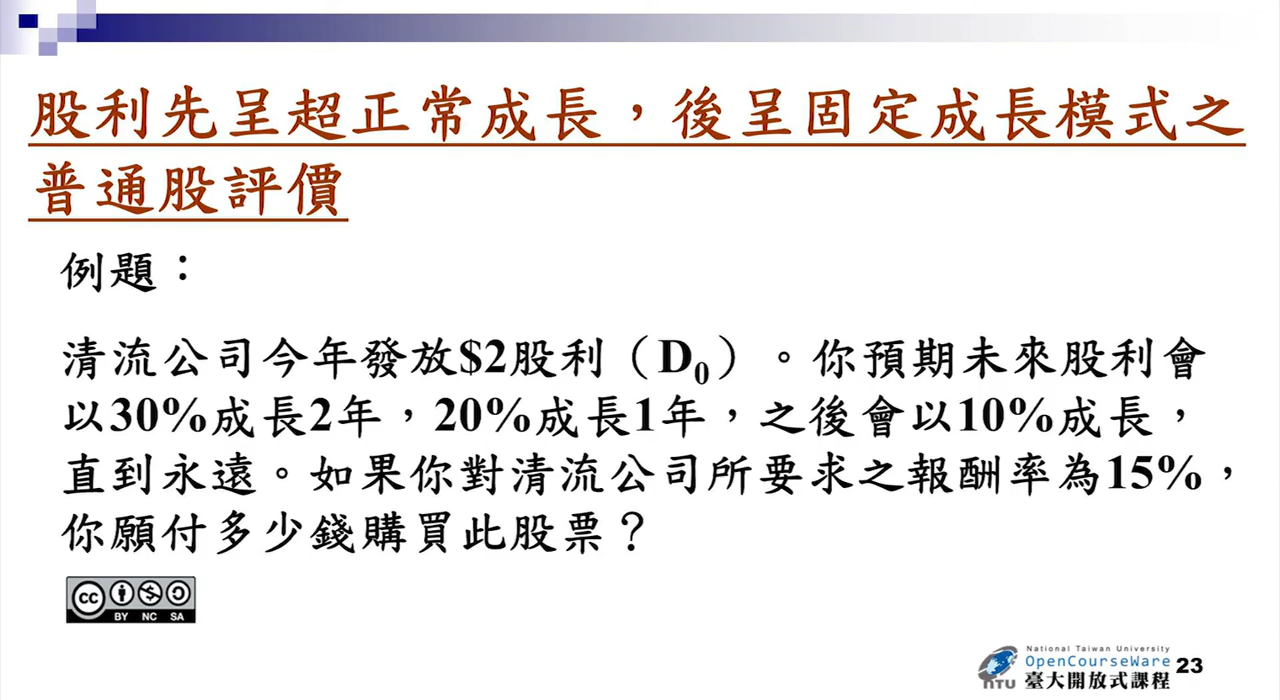 股利先呈超正常成長，後呈固定成長模式之
普通股評價
例題：
清流公司今年發放$2股利（D₀）。你預期未來股利會
以30%成長2年，20%成長1年，之後會以10%成長，
直到永遠。如果你對清流公司所要求之報酬率為15%，
你願付多少錢購買此股票？
cc
BY NC SA
National Taiwan University
OpenCourseWare
NTU 臺大開放式課程
23